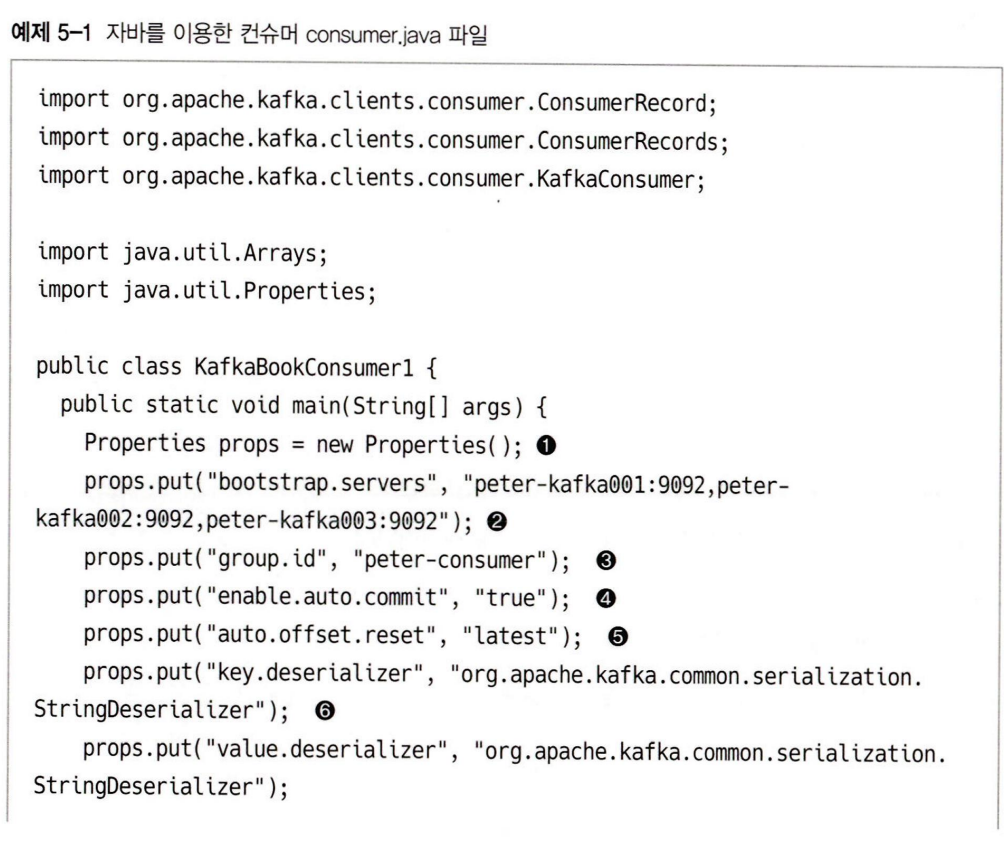 예제 5-1 자바를 이용한 컨슈머 consumer.java 파일
import org.apache.kafka.clients.consumer.ConsumerRecord;
import org.apache.kafka.clients.consumer.ConsumerRecords;
import org.apache.kafka.clients.consumer.KafkaConsumer;
import java.util.Arrays;
import java.util.Properties;
public class KafkaBookConsumer1 {
public static void main(String[] args) {
Properties props = new Properties(); ❶
props.put("bootstrap.servers", "peter-kafka001:9092,peter-
kafka002:9092,peter-kafka003:9092"); ❷
props.put("group.id", "peter-consumer"); ❸
props.put("enable.auto.commit", "true"); ❹
props.put("auto.offset.reset", "latest"); ❺
props.put("key.deserializer", "org.apache.kafka.common.serialization.
StringDeserializer"); ❻
props.put("value.deserializer", "org.apache.kafka.common.serialization.
StringDeserializer");